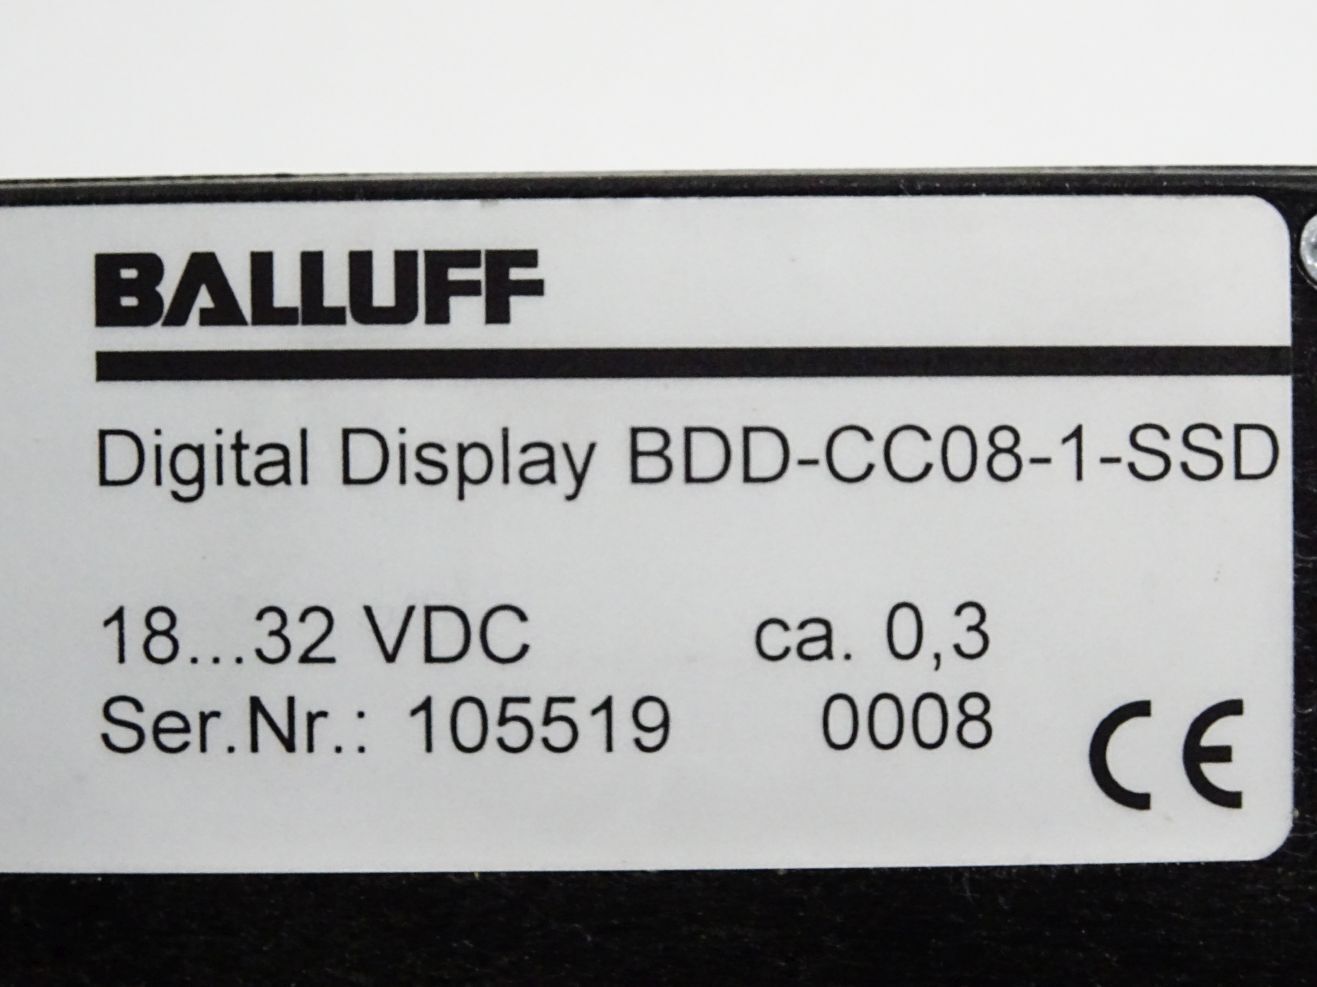 BALLUFF
Digital Display BDD-CC08-1-SSD
18...32 VDC ca. 0,3
Ser.Nr.: 105519 0008
CE